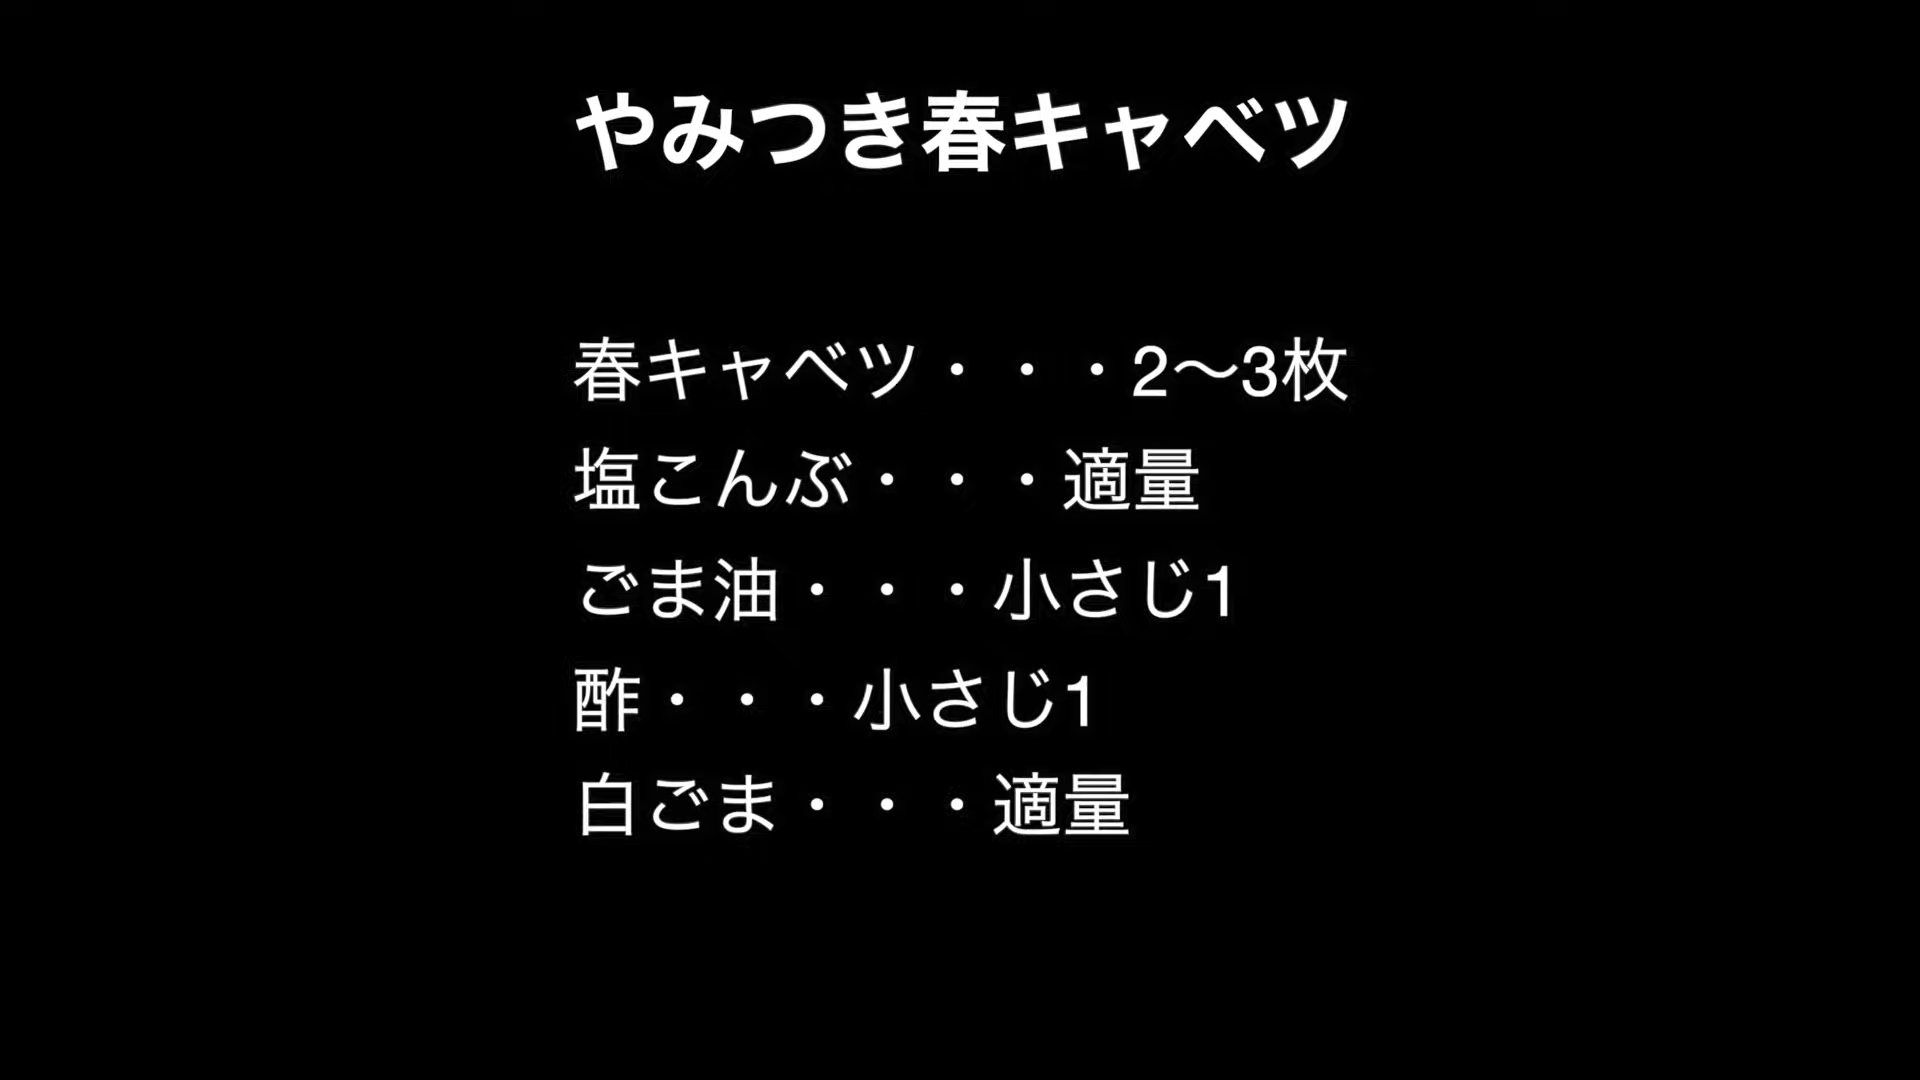 やみつき春キャベツ
春キャベツ・・・2〜3枚
塩こんぶ・・・適量
ごま油・・・小さじ1
酢・・・小さじ1
白ごま・・・適量